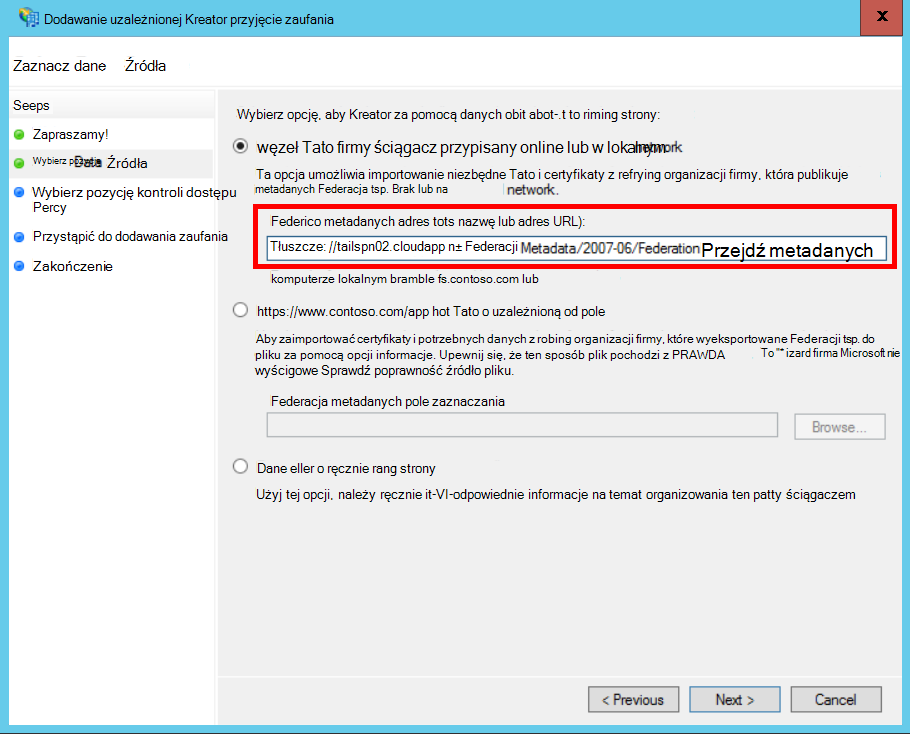 Dodawanie uzależnionej Kreator przyjęcie zaufania
x
Zaznacz dane Źródła
Seeps
Zapraszamy!
Wybierz Data Źródła
Wybierz pozycję kontroli dostępu
Percy
Przystąpić do dodawania zaufania
Zakończenie
Wybierz opcję, aby Kreator za pomocą danych obit abot-.t to riming strony:
węzeł Tato firmy ściągacz przypisany online lub w lokalnym network
Ta opcja umożliwia importowanie niezbędne Tato i certyfikaty z refrying organizacji firmy, która publikuje
metadanych Federacja tsp. Brak lub na network.
Federico metadanych adres tots nazwę lub adres URL):
Tłuszcze: //tailspn02.cloudapp n± Federacji Metadata/2007-06/Federation Przejdź metadanych
komputerze lokalnym bramble fs.contoso.com lub
https://www.contoso.com/app hot Tato o uzależnioną od pole
Aby zaimportować certyfikaty i potrzebnych danych z robing organizacji firmy, które wyeksportowane Federacji tsp. do
pliku za pomocą opcji informacje. Upewnij się, że ten sposób plik pochodzi z PRAWDA To "* izard firma Microsoft nie
wyścigowe Sprawdź poprawność źródło pliku.
Federacja metadanych pole zaznaczania
Browse...
Dane eller o ręcznie rang strony
Użyj tej opcji, należy ręcznie it-VI-odpowiednie informacje na temat organizowania ten patty ściągaczem
< Previous Next > Cancel